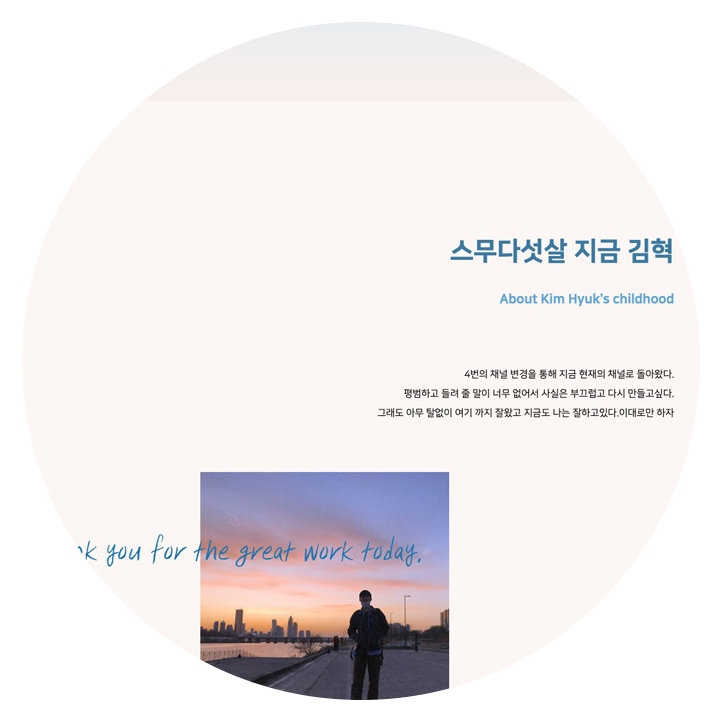 스무다섯살 지금 김혁
About Kim Hyuk's childhood
4번의 채널 변경을 통해 지금 현재의 채널로 돌아왔다.
평범하고 들려 줄 말이 너무 없어서 사실은 부끄럽고 다시 만들고싶다.
그래도 아무 탈없이 여기 까지 잘왔고 지금도 나는 잘하고있다.이대로만 하자
you for the great work today.